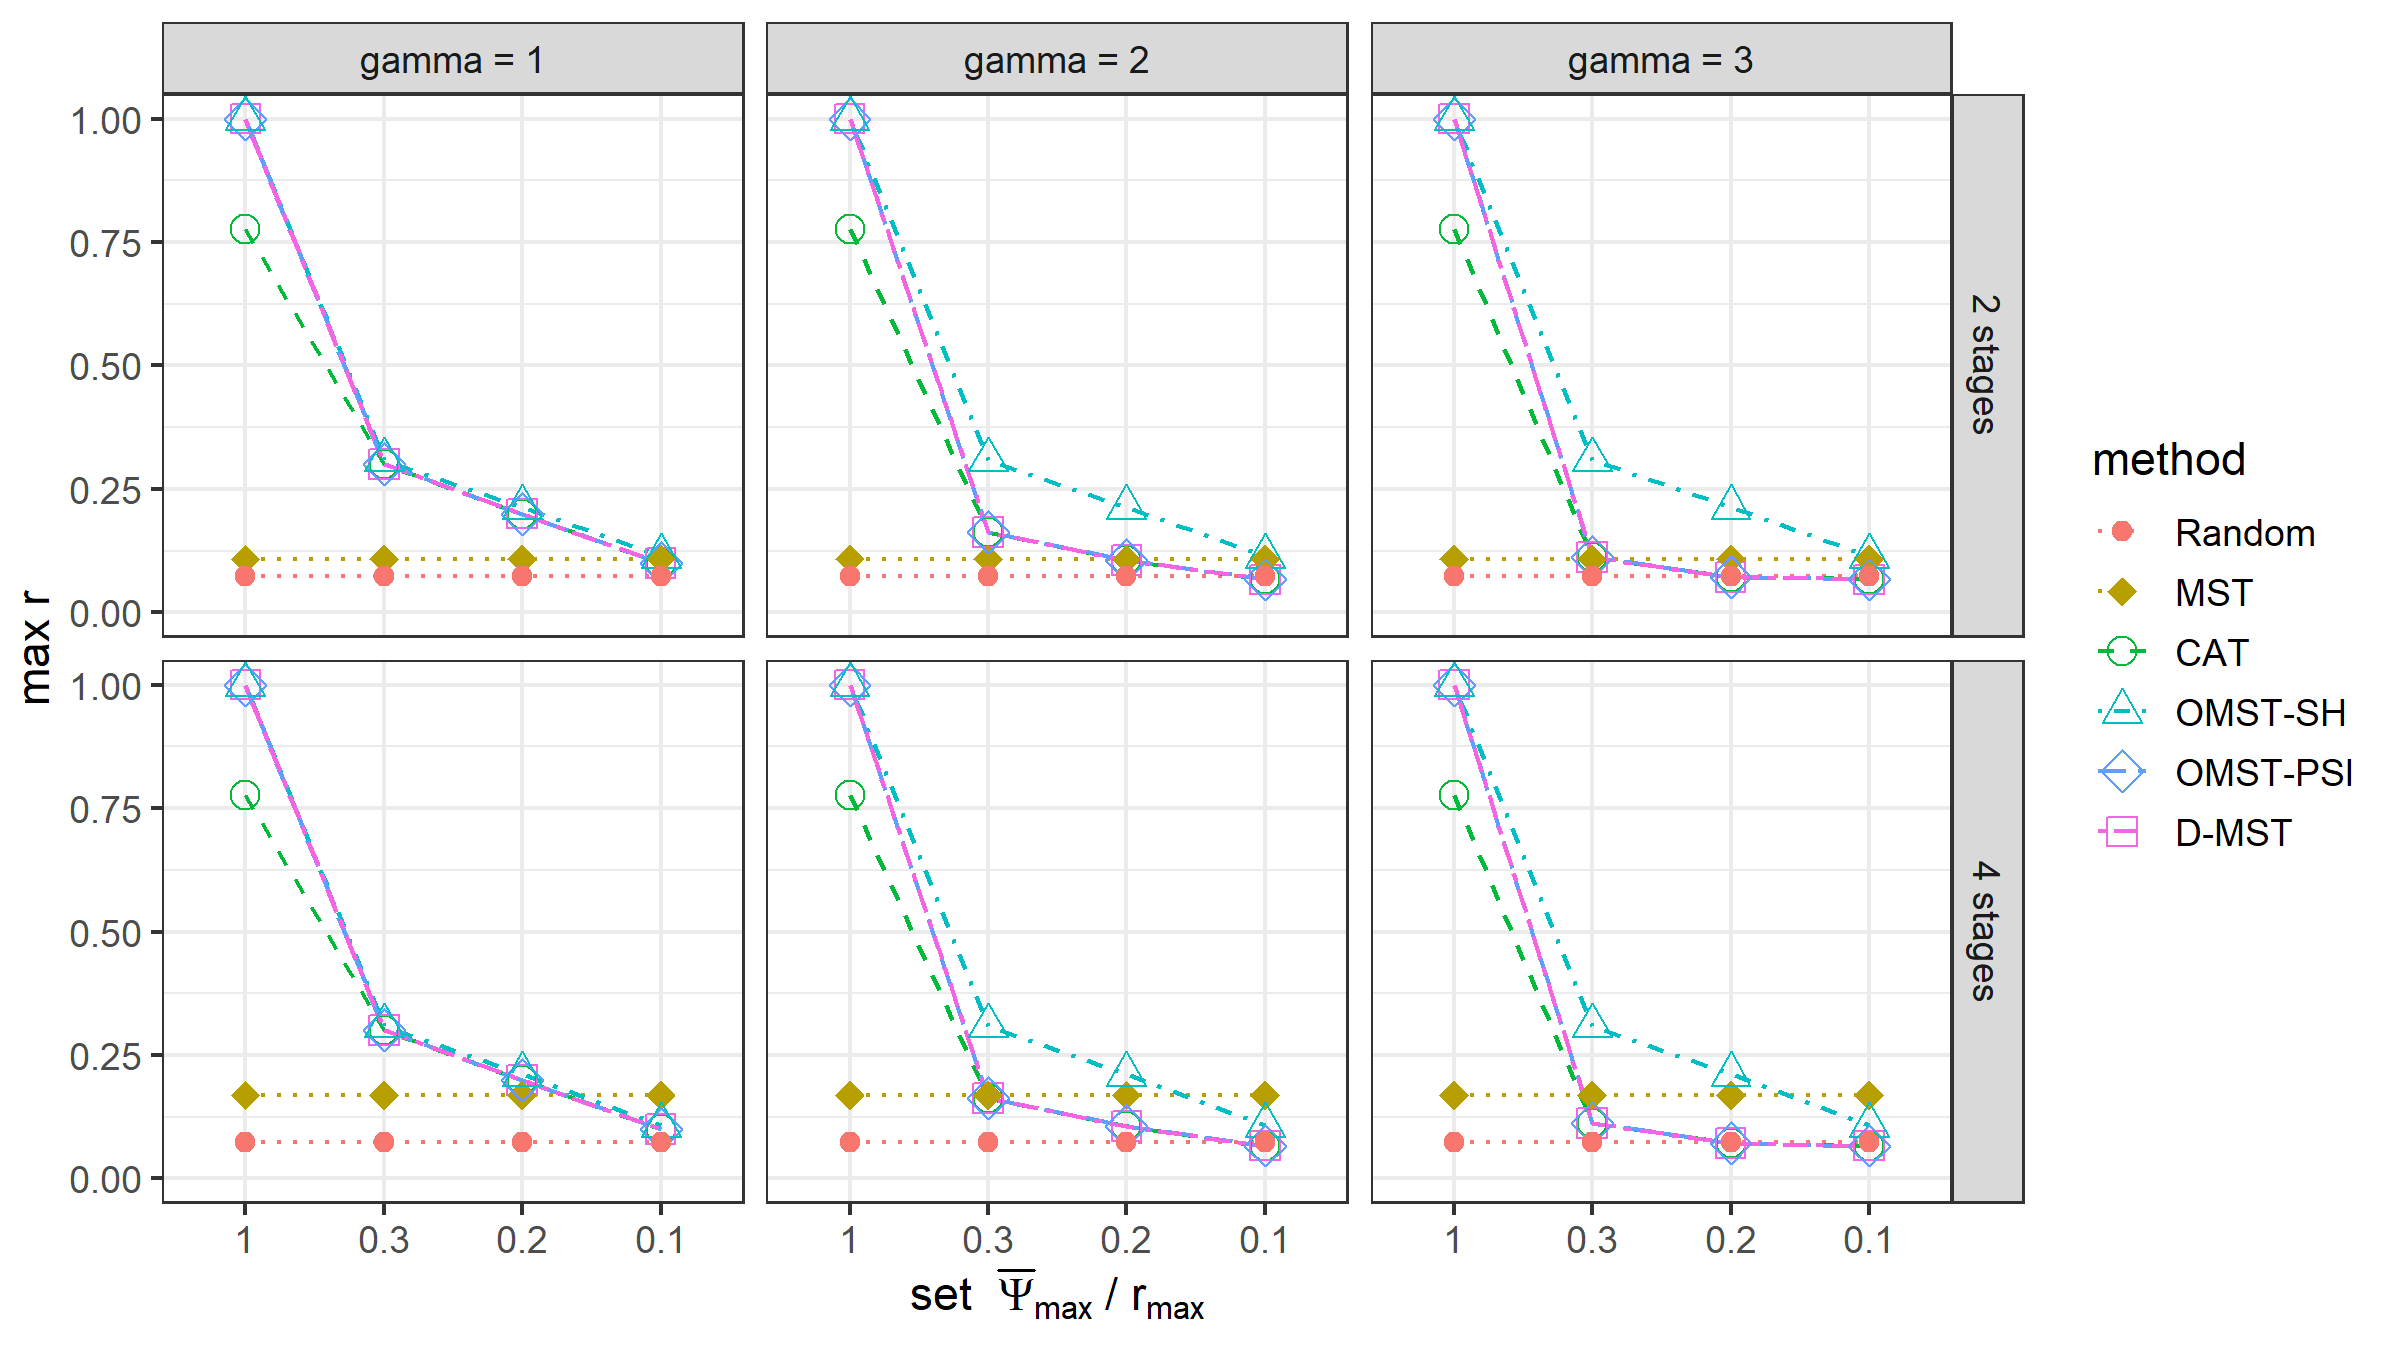 gamma = 1
gamma = 2
gamma = 3
1.00
0.75
0.50
0.25
0.00
2 stages
max r
1.00
0.75
0.50
0.25
0.00
4 stages
1 0.3 0.2 0.1
1 0.3 0.2 0.1
1 0.3 0.2 0.1
set Ψ̅max / rmax
method
Random
MST
CAT
OMST-SH
OMST-PSI
D-MST